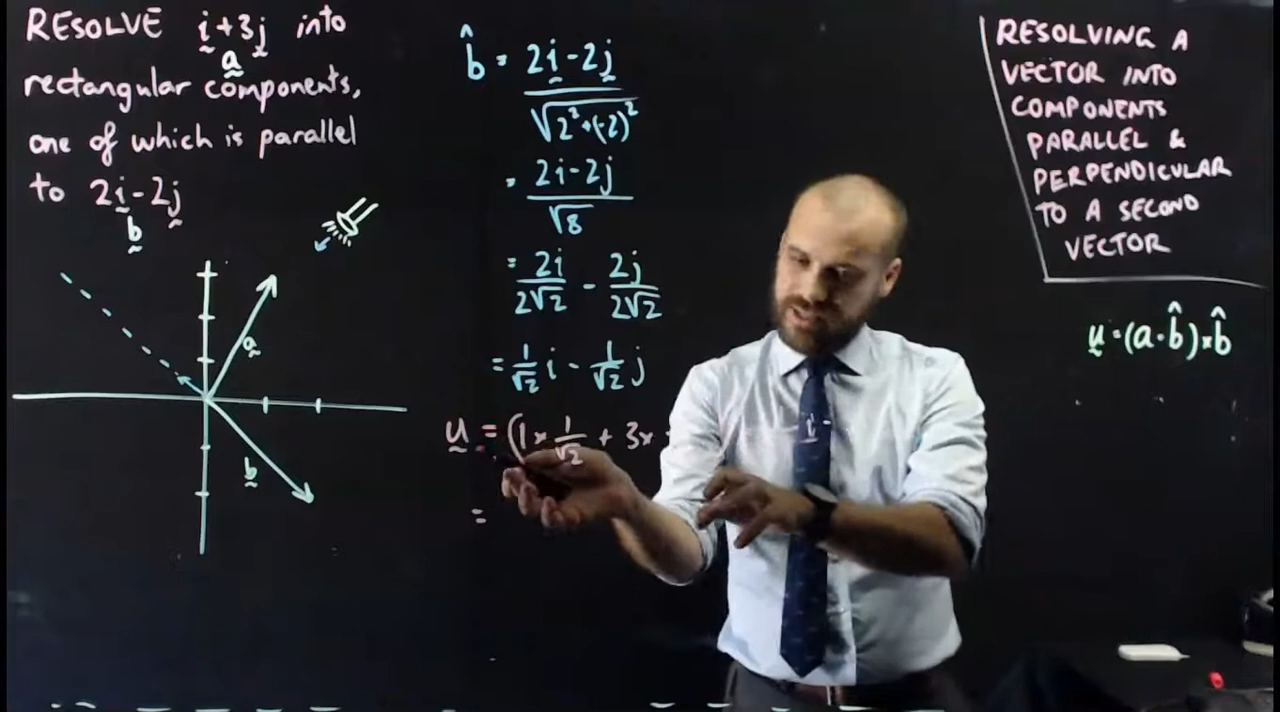 RESOLVE i+3j into
a
rectangular components,
one of which is parallel
to 2i-2j
b
a
b
b̂ = 2i-2j
√2²+(-2)²
= 2i-2j
√8
= 2i/2√2 - 2j/2√2
= 1/√2 i - 1/√2 j
u = (1× 1/√2 + 3×
=
RESOLVING A
VECTOR INTO
COMPONENTS
PARALLEL &
PERPENDICULAR
TO A SECOND
VECTOR
u = (a·b̂)×b̂